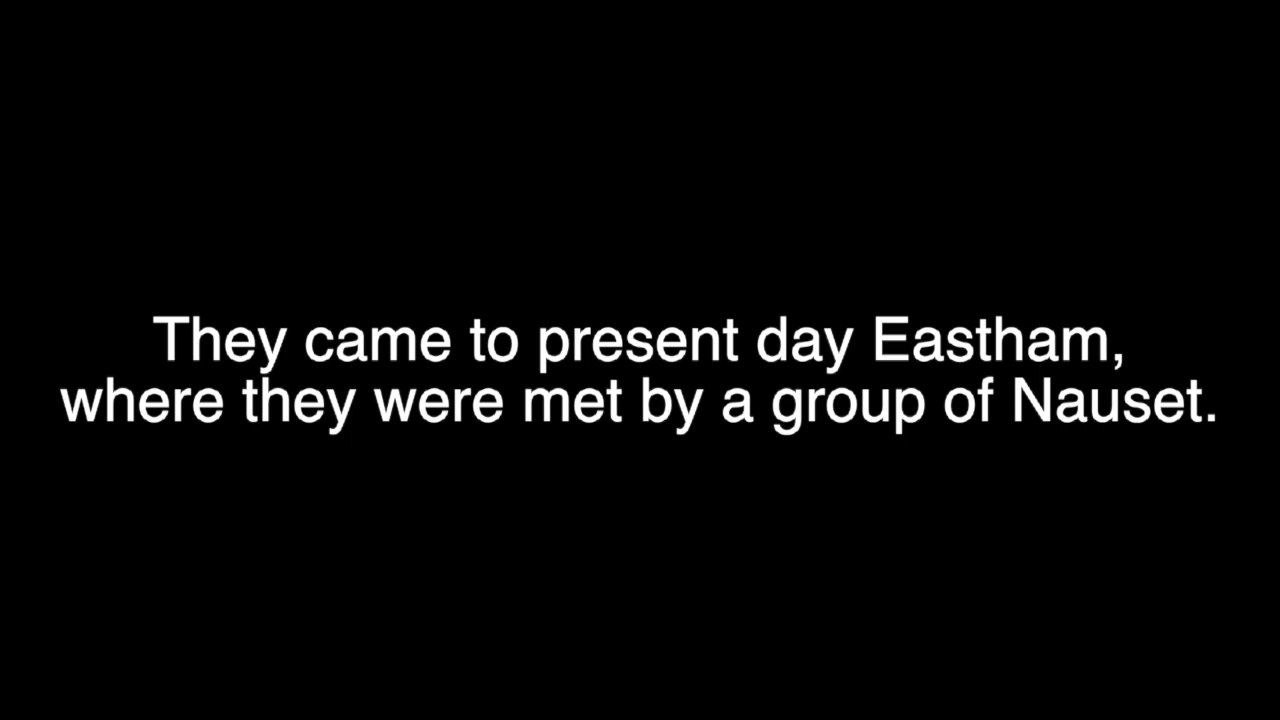 They came to present day Eastham,
where they were met by a group of Nauset.